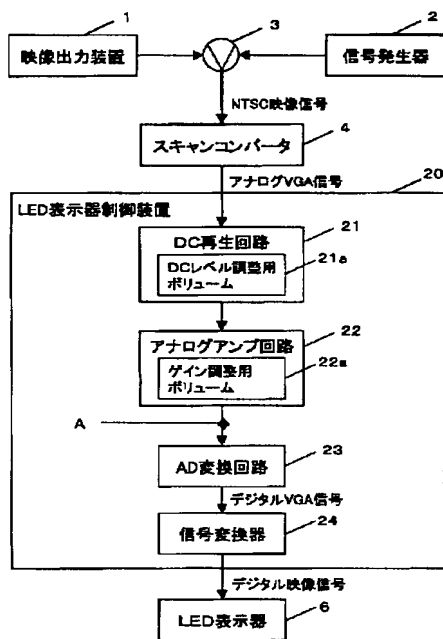 1
3
2
映像出力装置
信号発生器
NTSC映像信号
4
スキャンコンバータ
アナログVGA信号
20
LED表示器制御装置
21
DC再生回路
DCレベル調整用
ボリューム
21a
22
アナログアンプ回路
ゲイン調整用
ボリューム
22a
A
23
AD変換回路
デジタルVGA信号
24
信号変換器
デジタル映像信号
6
LED表示器